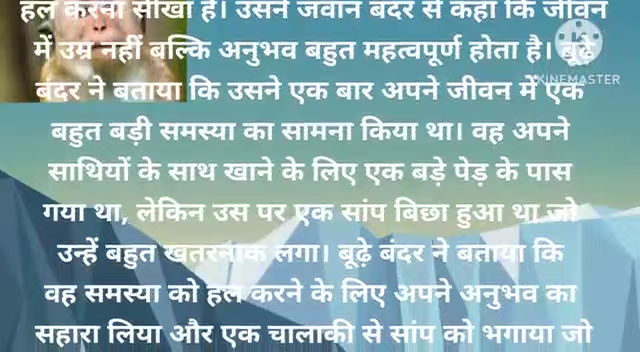 हल करना सीखा है। उसने जवान बंदर से कहा कि जीवन
में उम्र नहीं बल्कि अनुभव बहुत महत्वपूर्ण होता है। बूढ़े
बंदर ने बताया कि उसने एक बार अपने जीवन में एक
बहुत बड़ी समस्या का सामना किया था। वह अपने
साथियों के साथ खाने के लिए एक बड़े पेड़ के पास
गया था, लेकिन उस पर एक सांप बिछा हुआ था जो
उन्हें बहुत खतरनाक लगा। बूढ़े बंदर ने बताया कि
वह समस्या को हल करने के लिए अपने अनुभव का
सहारा लिया और एक चालाकी से सांप को भगाया जो
KINEMASTER